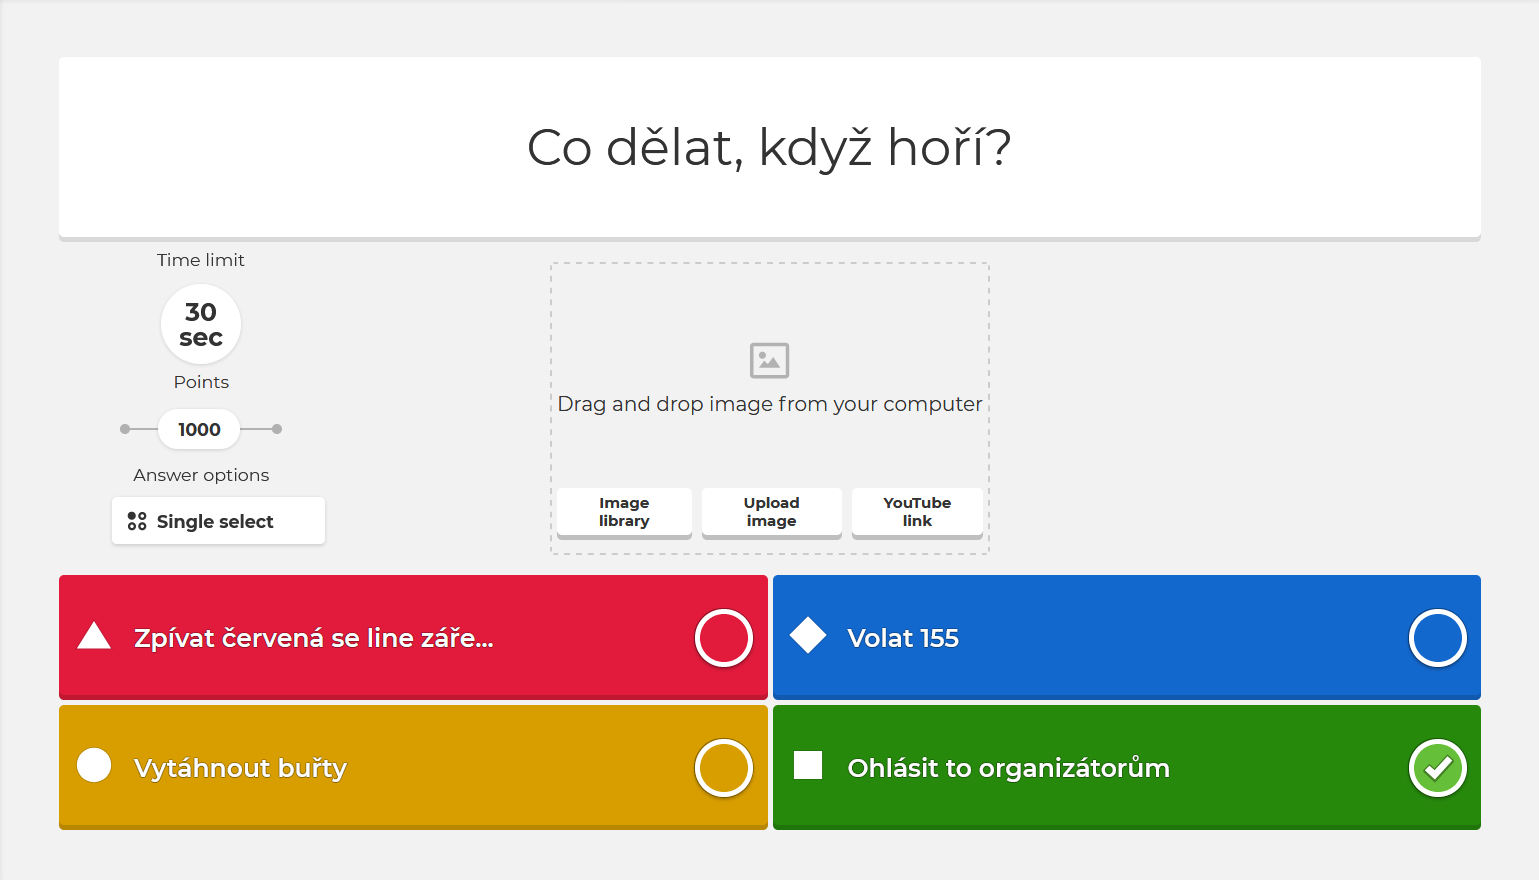 Co dělat, když hoří?
Time limit
30
sec
Points
1000
Answer options
Single select
Drag and drop image from your computer
Image
library
Upload
image
YouTube
link
Zpívat červená se line záře...
Volat 155
Vytáhnout buřty
Ohlásit to organizátorům